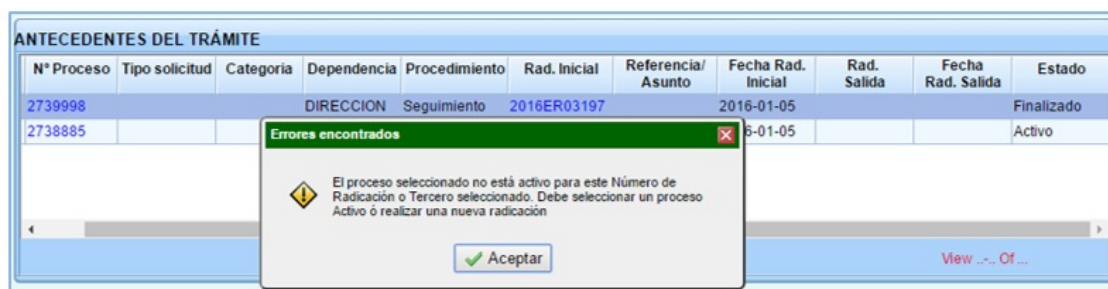 ANTECEDENTES DEL TRÁMITE
Nº Proceso Tipo solicitud Categoria Dependencia Procedimiento Rad. Inicial Referencia/ Asunto Fecha Rad. Inicial Rad. Salida Fecha Rad. Salida Estado
2739998 DIRECCION Seguimiento 2016ER03197 2016-01-05 Finalizado
2738885 6-01-05 Activo
Errores encontrados
El proceso seleccionado no está activo para este Número de
Radicación o Tercero seleccionado. Debe seleccionar un proceso
Activo ó realizar una nueva radicación
Aceptar
View ..-.. Of ...